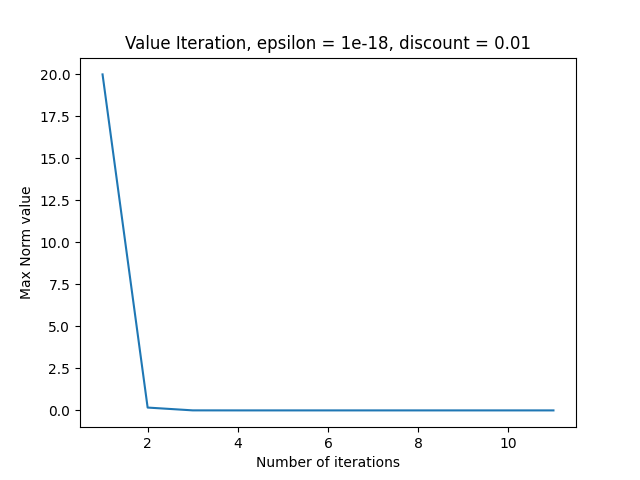 Value Iteration, epsilon = 1e-18, discount = 0.01
20.0
17.5
15.0
12.5
10.0
7.5
5.0
2.5
0.0
Max Norm value
2 4 6 8 10
Number of iterations